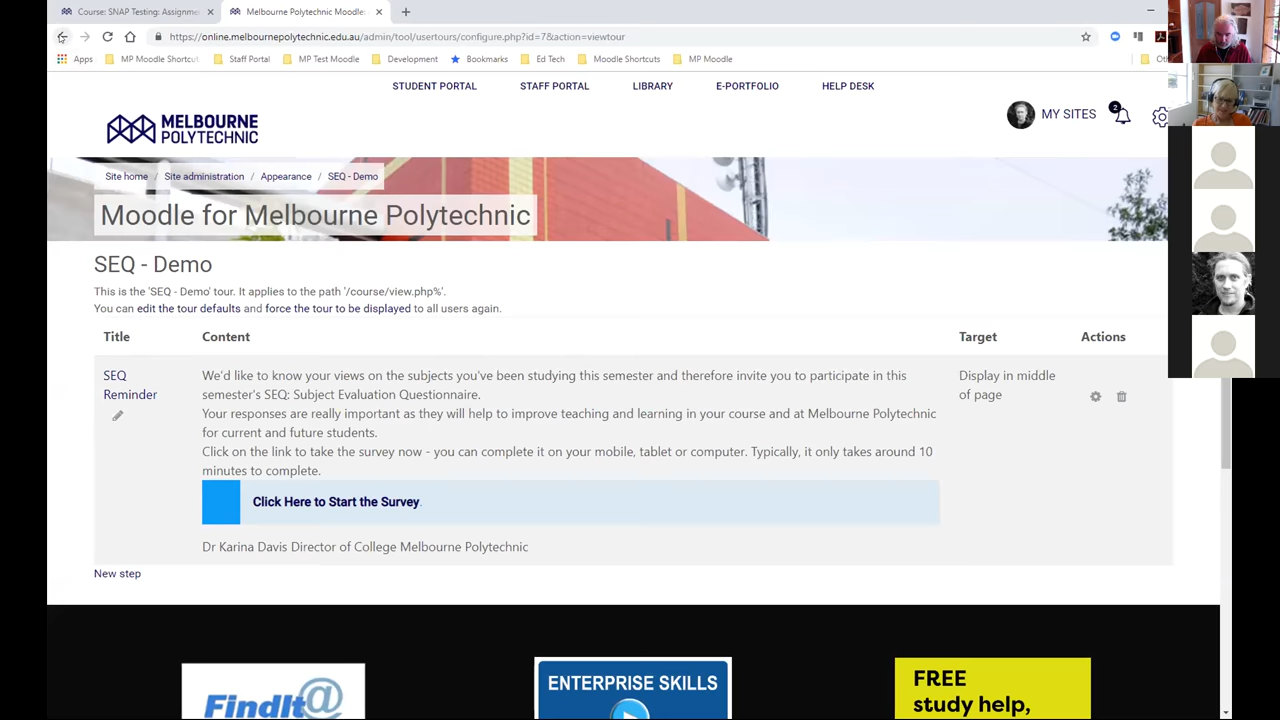 Course: SNAP Testing: Assignme
Melbourne Polytechnic Moodle:
https://online.melbournepolytechnic.edu.au/admin/tool/usertours/configure.php?id=7&action=viewtour
Apps
MP Moodle Shortcut
Staff Portal
MP Test Moodle
Development
Bookmarks
Ed Tech
Moodle Shortcuts
MP Moodle
STUDENT PORTAL
STAFF PORTAL
LIBRARY
E-PORTFOLIO
HELP DESK
MELBOURNE
POLYTECHNIC
MY SITES
2
Site home / Site administration / Appearance / SEQ - Demo
Moodle for Melbourne Polytechnic
SEQ - Demo
This is the 'SEQ - Demo' tour. It applies to the path '/course/view.php%'.
You can edit the tour defaults and force the tour to be displayed to all users again.
Title
Content
Target
Actions
SEQ
Reminder
We'd like to know your views on the subjects you've been studying this semester and therefore invite you to participate in this
semester's SEQ: Subject Evaluation Questionnaire.
Your responses are really important as they will help to improve teaching and learning in your course and at Melbourne Polytechnic
for current and future students.
Click on the link to take the survey now - you can complete it on your mobile, tablet or computer. Typically, it only takes around 10
minutes to complete.
Click Here to Start the Survey.
Dr Karina Davis Director of College Melbourne Polytechnic
Display in middle
of page
New step
FindIt@
ENTERPRISE SKILLS
FREE
study help,